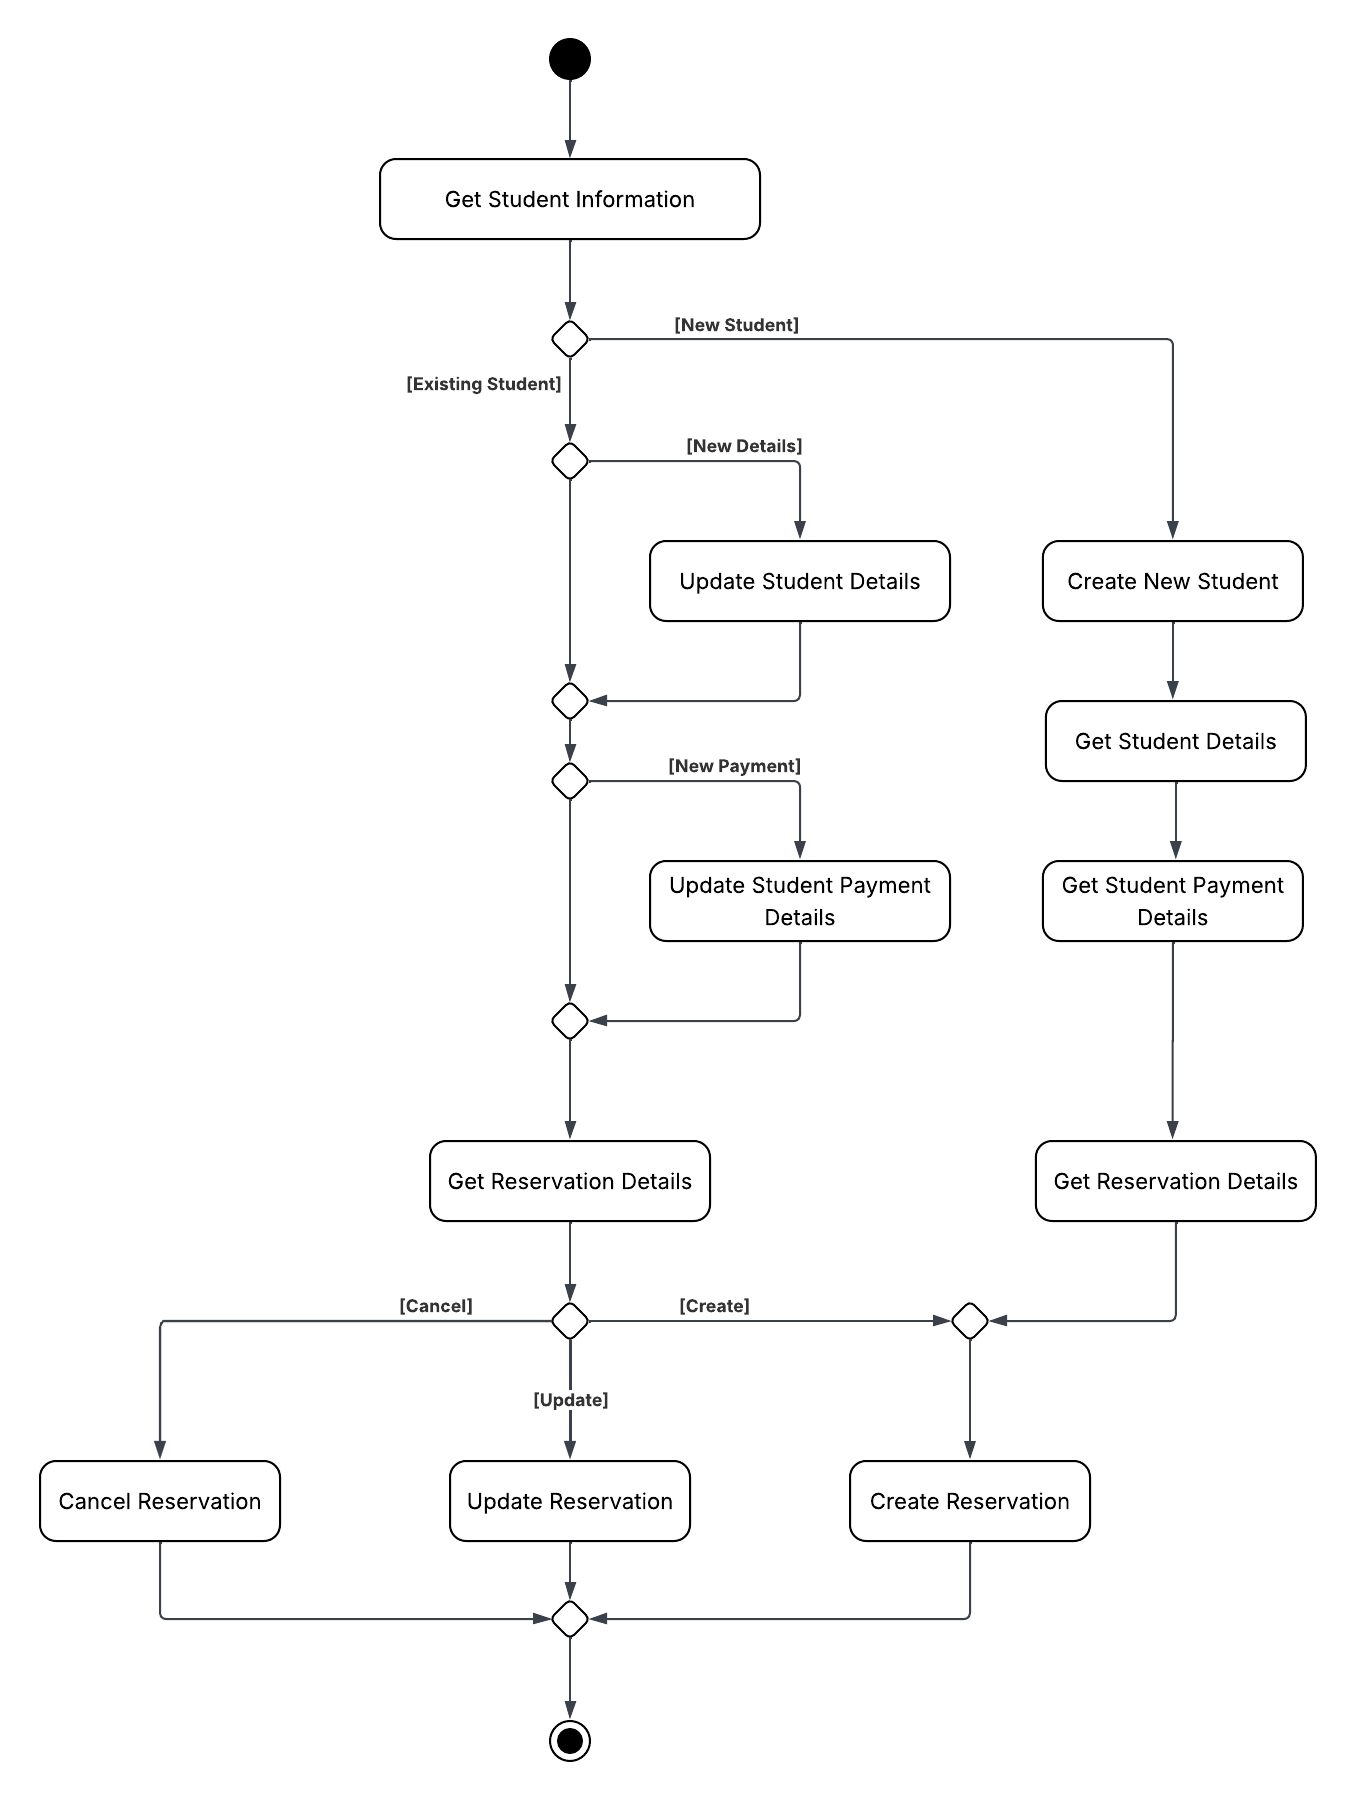 Get Student Information
[New Student]
[Existing Student]
[New Details]
Update Student Details
Create New Student
Get Student Details
[New Payment]
Update Student Payment
Details
Get Student Payment
Details
Get Reservation Details
Get Reservation Details
[Cancel]
[Create]
[Update]
Cancel Reservation
Update Reservation
Create Reservation